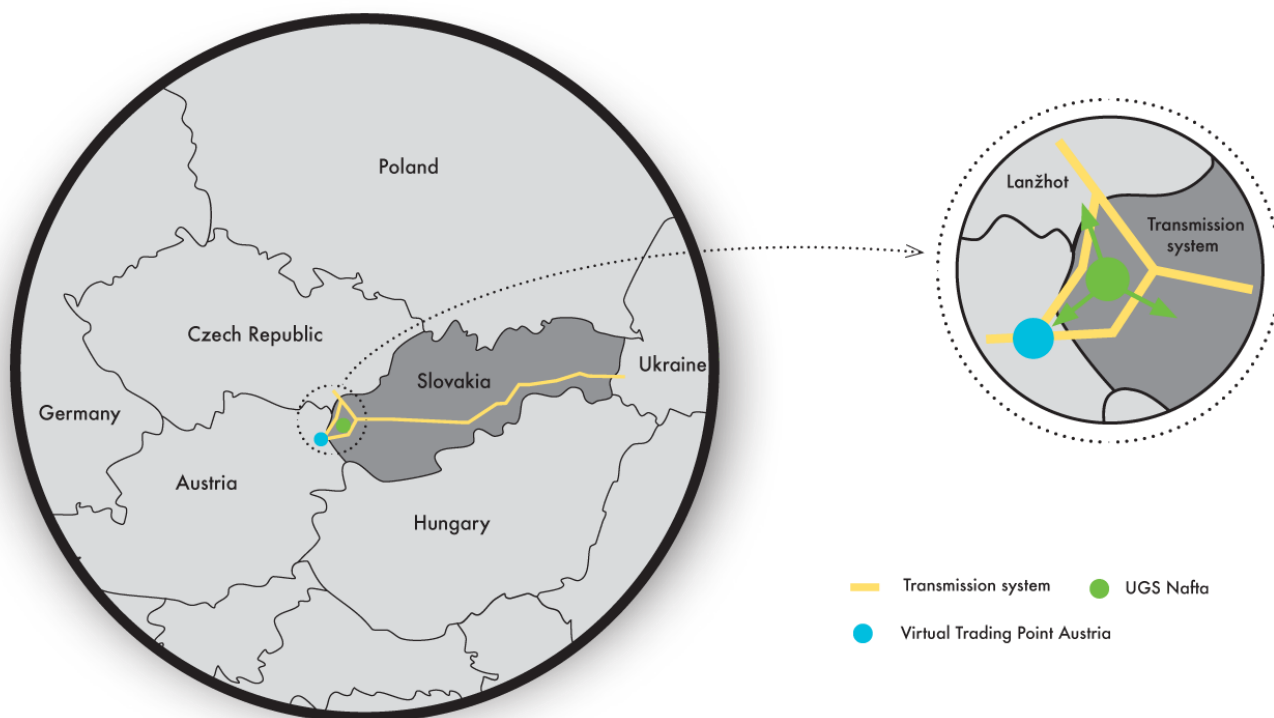 Poland
Lanžhot
Transmission
system
Czech Republic
Slovakia
Ukraine
Germany
Austria
Hungary
Transmission system
UGS Nafta
Virtual Trading Point Austria